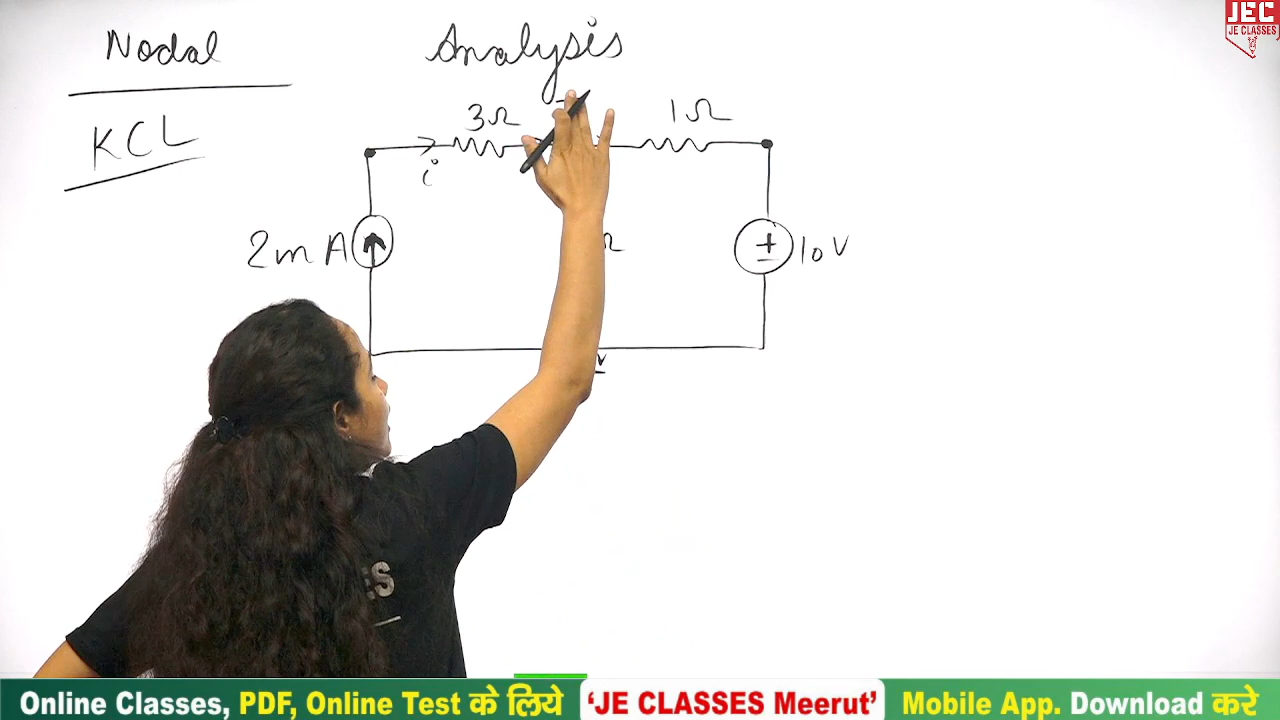 Nodal Analysis
KCL
3Ω
1Ω
i
2mA
Ω
10V
+
-
v
ES
JEC
JE CLASSES
Online Classes, PDF, Online Test के लिये 'JE CLASSES Meerut' Mobile App. Download करे